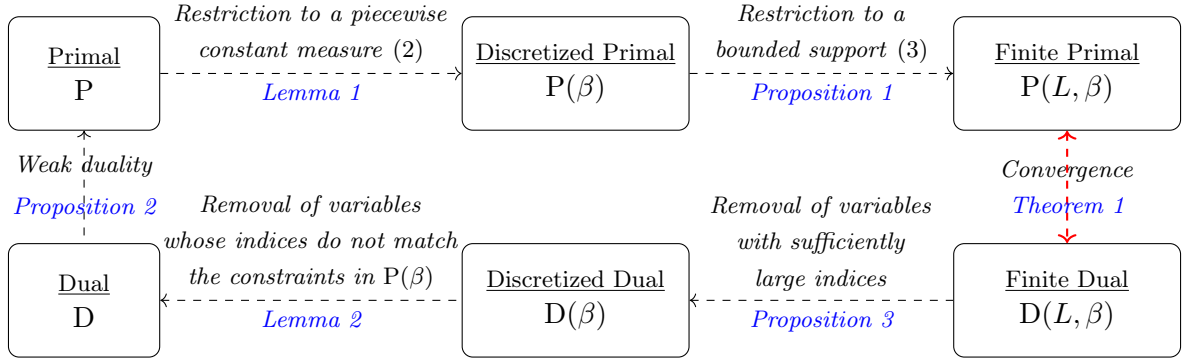 Primal
P
Restriction to a piecewise
constant measure (2)
Lemma 1
Discretized Primal
P(β)
Restriction to a
bounded support (3)
Proposition 1
Finite Primal
P(L, β)
Weak duality
Proposition 2
Convergence
Theorem 1
Dual
D
Removal of variables
whose indices do not match
the constraints in P(β)
Lemma 2
Discretized Dual
D(β)
Removal of variables
with sufficiently
large indices
Proposition 3
Finite Dual
D(L, β)